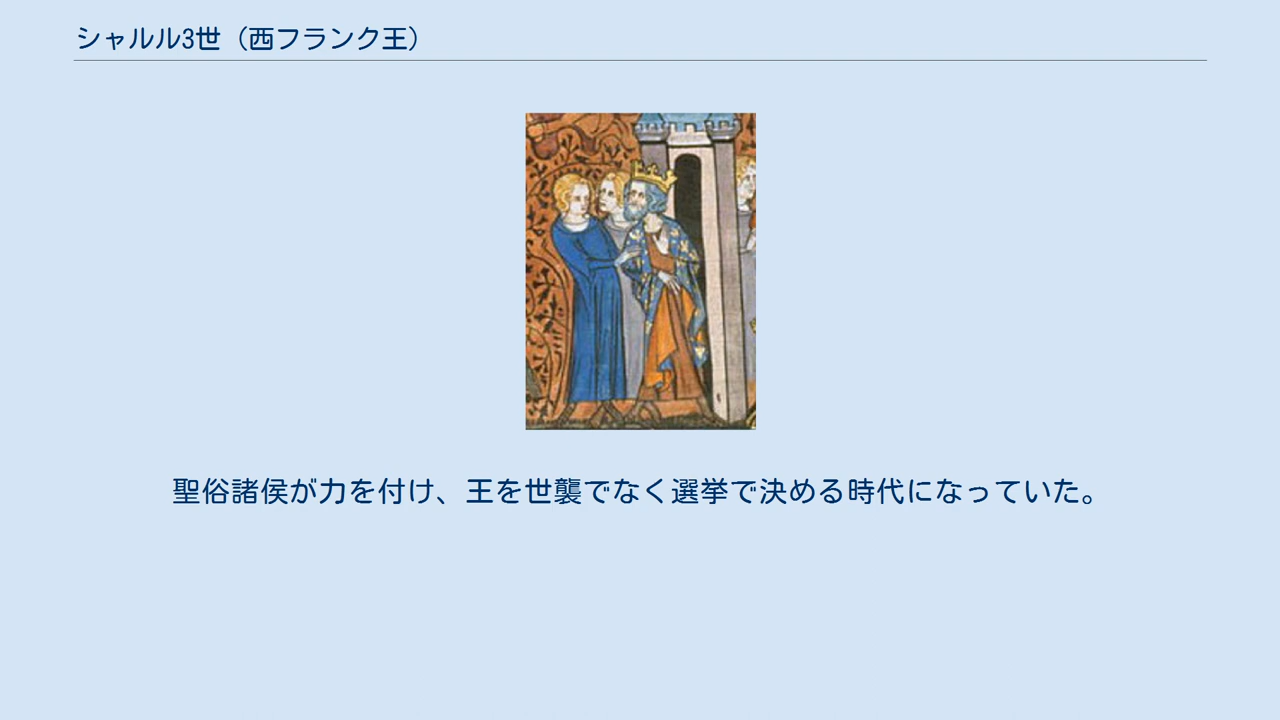 シャルル3世（西フランク王）
聖俗諸侯が力を付け、王を世襲でなく選挙で決める時代になっていた。